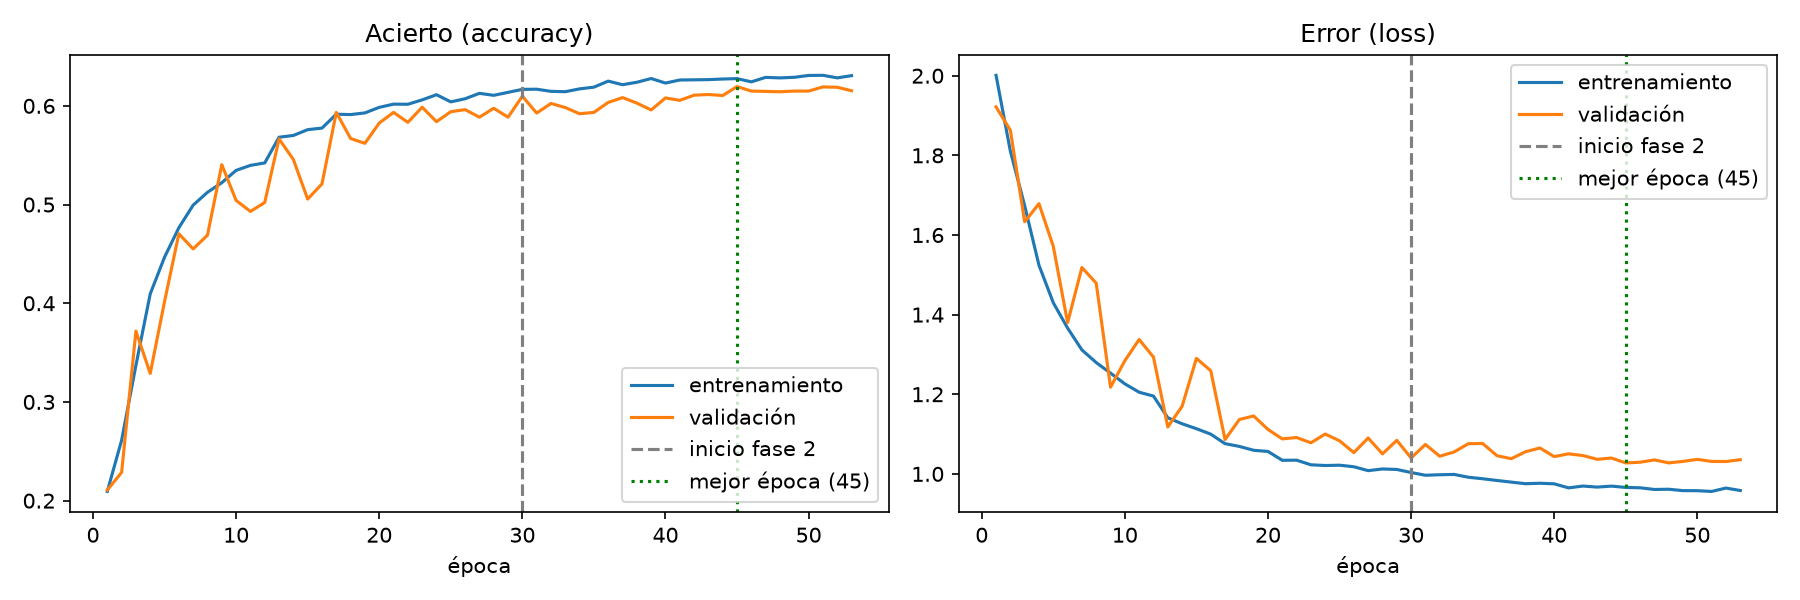 Acierto (accuracy)
0.6
0.5
0.4
0.3
0.2
0 10 20 30 40 50
época
entrenamiento
validación
inicio fase 2
mejor época (45)
Error (loss)
2.0
1.8
1.6
1.4
1.2
1.0
0 10 20 30 40 50
época
entrenamiento
validación
inicio fase 2
mejor época (45)